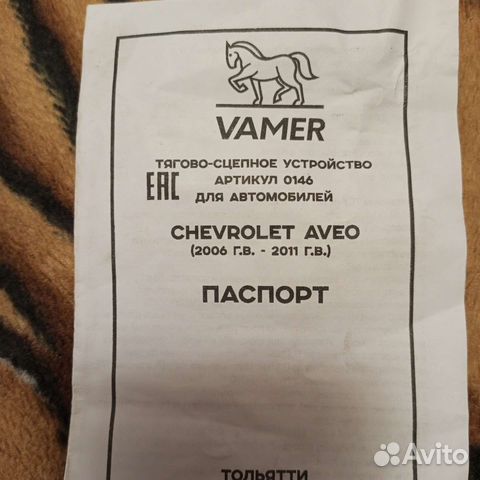 VAMER
ТЯГОВО-СЦЕПНОЕ УСТРОЙСТВО
EAC АРТИКУЛ 0146
ДЛЯ АВТОМОБИЛЕЙ
CHEVROLET AVEO
(2006 Г.В. - 2011 Г.В.)
ПАСПОРТ
ТОЛЬЯТТИ
Avito